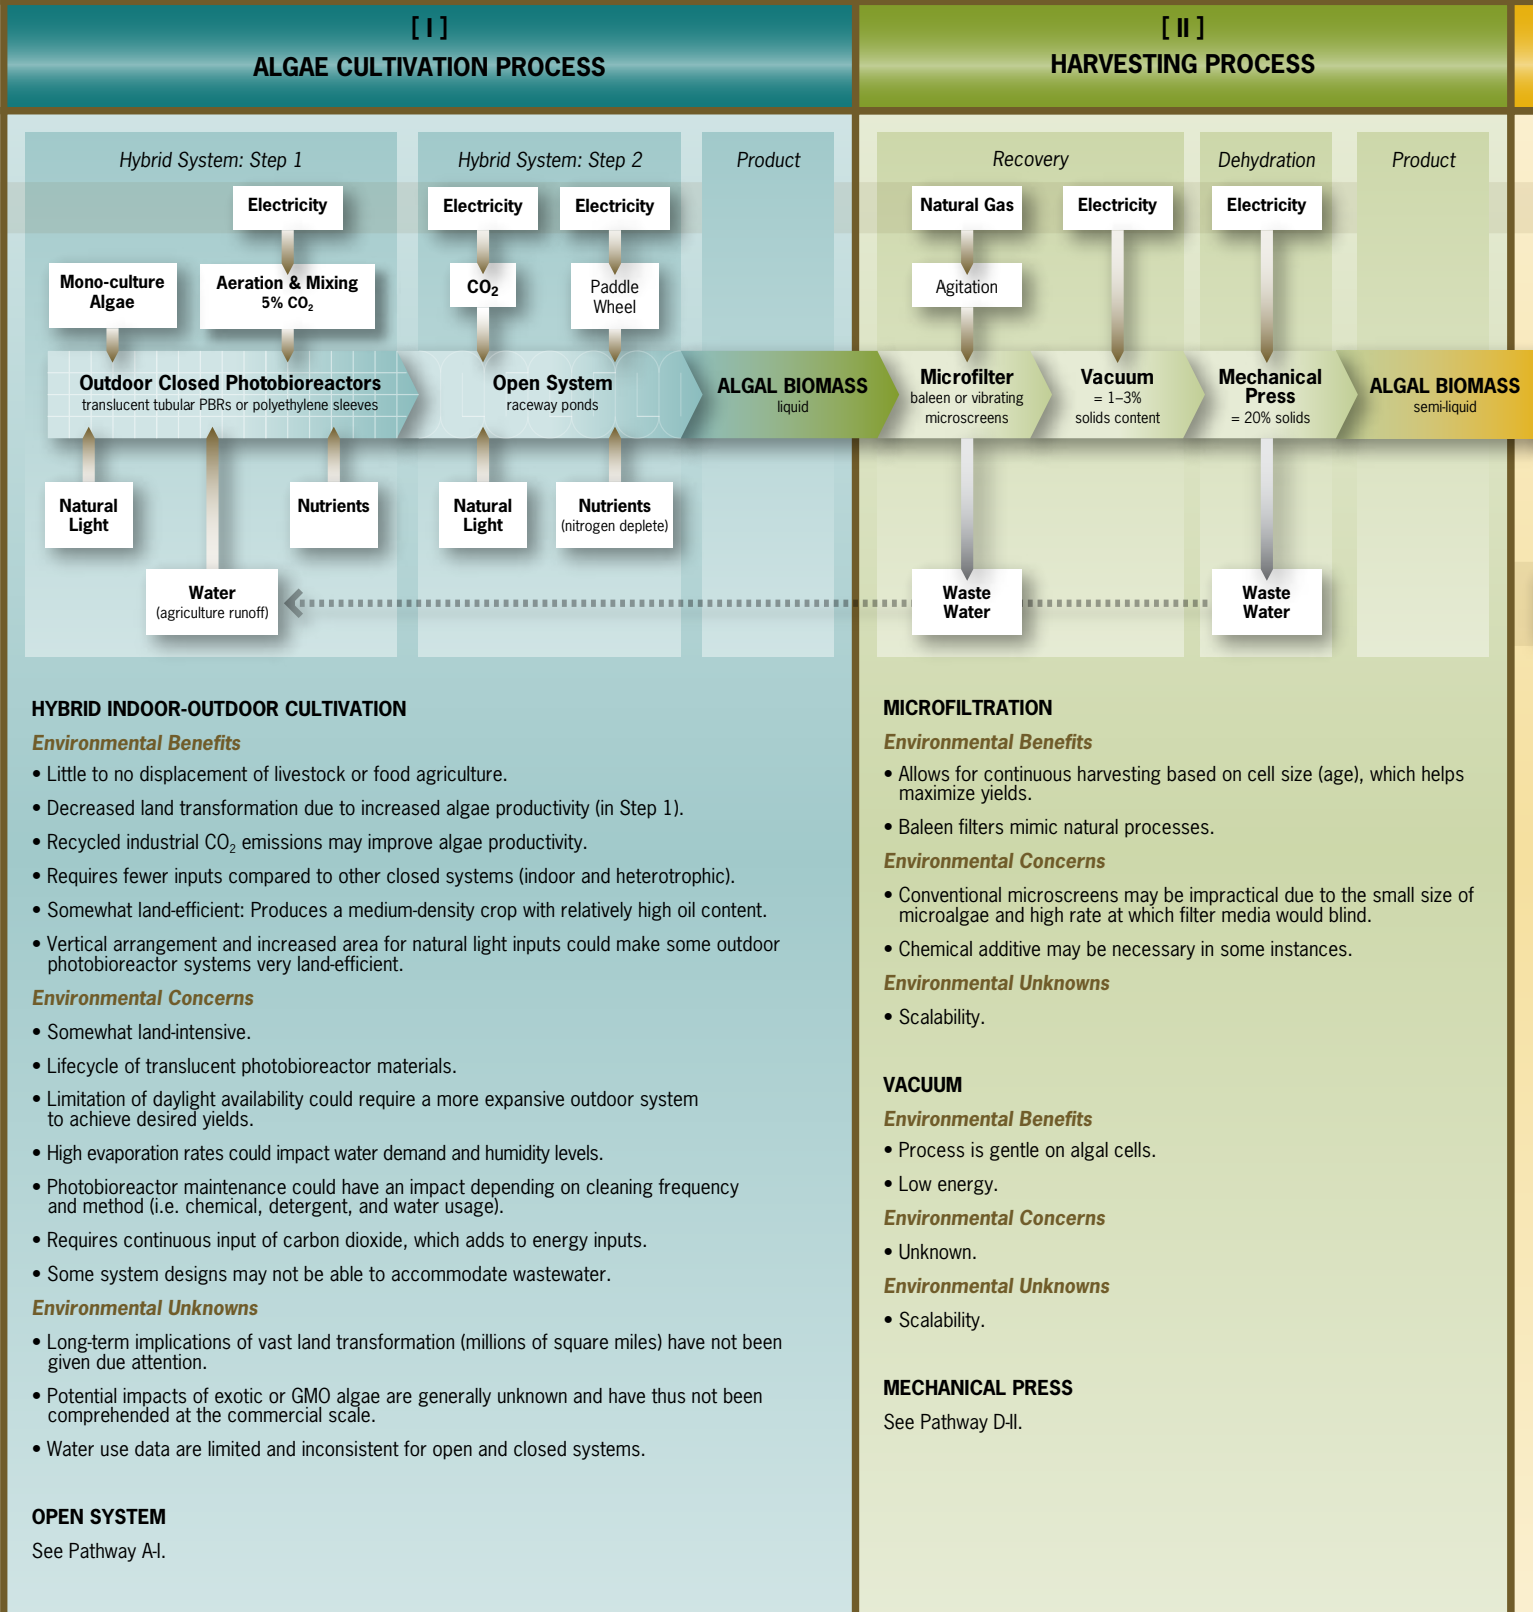 [ I ]
ALGAE CULTIVATION PROCESS
Hybrid System: Step 1
Hybrid System: Step 2
Product
Electricity
Electricity
Electricity
Mono-culture
Algae
Aeration & Mixing
5% CO₂
CO₂
Paddle
Wheel
Outdoor Closed Photobioreactors
translucent tubular PBRs or polyethylene sleeves
Open System
raceway ponds
ALGAL BIOMASS
liquid
Natural
Light
Nutrients
Natural
Light
Nutrients
(nitrogen deplete)
Water
(agriculture runoff)
HYBRID INDOOR-OUTDOOR CULTIVATION
Environmental Benefits
• Little to no displacement of livestock or food agriculture.
• Decreased land transformation due to increased algae productivity (in Step 1).
• Recycled industrial CO₂ emissions may improve algae productivity.
• Requires fewer inputs compared to other closed systems (indoor and heterotrophic).
• Somewhat land-efficient: Produces a medium-density crop with relatively high oil content.
• Vertical arrangement and increased area for natural light inputs could make some outdoor
photobioreactor systems very land-efficient.
Environmental Concerns
• Somewhat land-intensive.
• Lifecycle of translucent photobioreactor materials.
• Limitation of daylight availability could require a more expansive outdoor system
to achieve desired yields.
• High evaporation rates could impact water demand and humidity levels.
• Photobioreactor maintenance could have an impact depending on cleaning frequency
and method (i.e. chemical, detergent, and water usage).
• Requires continuous input of carbon dioxide, which adds to energy inputs.
• Some system designs may not be able to accommodate wastewater.
Environmental Unknowns
• Long-term implications of vast land transformation (millions of square miles) have not been
given due attention.
• Potential impacts of exotic or GMO algae are generally unknown and have thus not been
comprehended at the commercial scale.
• Water use data are limited and inconsistent for open and closed systems.
OPEN SYSTEM
See Pathway A-I.
[ II ]
HARVESTING PROCESS
Recovery
Dehydration
Product
Natural Gas
Electricity
Electricity
Agitation
Microfilter
baleen or vibrating
microscreens
Vacuum
= 1–3%
solids content
Mechanical
Press
= 20% solids
ALGAL BIOMASS
semi-liquid
Waste
Water
Waste
Water
MICROFILTRATION
Environmental Benefits
• Allows for continuous harvesting based on cell size (age), which helps
maximize yields.
• Baleen filters mimic natural processes.
Environmental Concerns
• Conventional microscreens may be impractical due to the small size of
microalgae and high rate at which filter media would blind.
• Chemical additive may be necessary in some instances.
Environmental Unknowns
• Scalability.
VACUUM
Environmental Benefits
• Process is gentle on algal cells.
• Low energy.
Environmental Concerns
• Unknown.
Environmental Unknowns
• Scalability.
MECHANICAL PRESS
See Pathway D-II.